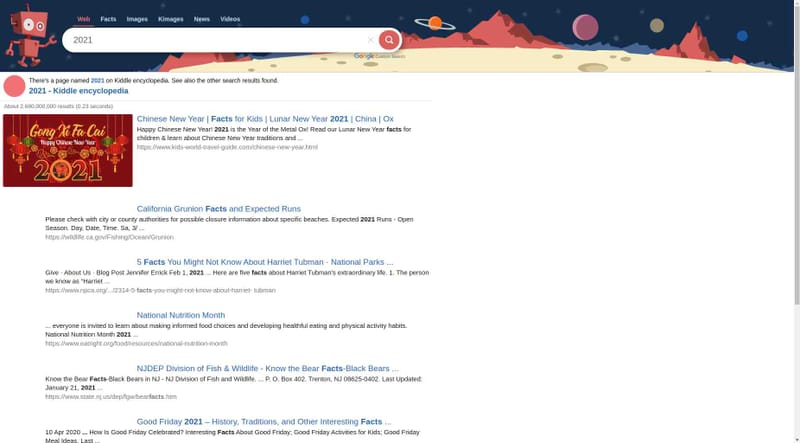 Web Facts Images Kimages News Videos
2021
Google Custom Search
There's a page named 2021 on Kiddle encyclopedia. See also the other search results found.
2021 - Kiddle encyclopedia
About 2,690,000,000 results (0.23 seconds)
Gong Xi Fa Cai
Happy Chinese New Year
2021
Chinese New Year | Facts for Kids | Lunar New Year 2021 | China | Ox
Happy Chinese New Year! 2021 is the Year of the Metal Ox! Read our Lunar New Year facts for
children & learn about Chinese New Year traditions and ...
https://www.kids-world-travel-guide.com/chinese-new-year.html
California Grunion Facts and Expected Runs
Please check with city or county authorities for possible closure information about specific beaches. Expected 2021 Runs - Open
Season. Day, Date, Time. Sa, 3/ ...
https://wildlife.ca.gov/Fishing/Ocean/Grunion
5 Facts You Might Not Know About Harriet Tubman · National Parks ...
Give · About Us · Blog Post Jennifer Errick Feb 1, 2021 ... Here are five facts about Harriet Tubman's extraordinary life. 1. The person
we know as "Harriet ...
https://www.npca.org/.../2314-5-facts-you-might-not-know-about-harriet- tubman
National Nutrition Month
... everyone is invited to learn about making informed food choices and developing healthful eating and physical activity habits.
National Nutrition Month 2021 ...
https://www.eatright.org/food/resources/national-nutrition-month
NJDEP Division of Fish & Wildlife - Know the Bear Facts-Black Bears ...
Know the Bear Facts-Black Bears in NJ - NJ Division of Fish and Wildlife. ... P. O. Box 402. Trenton, NJ 08625-0402. Last Updated:
January 21, 2021 ...
https://www.state.nj.us/dep/fgw/bearfacts.htm
Good Friday 2021 – History, Traditions, and Other Interesting Facts ...
10 Apr 2020 ... How Is Good Friday Celebrated? Interesting Facts About Good Friday; Good Friday Activities for Kids; Good Friday
Meal Ideas. Last ...